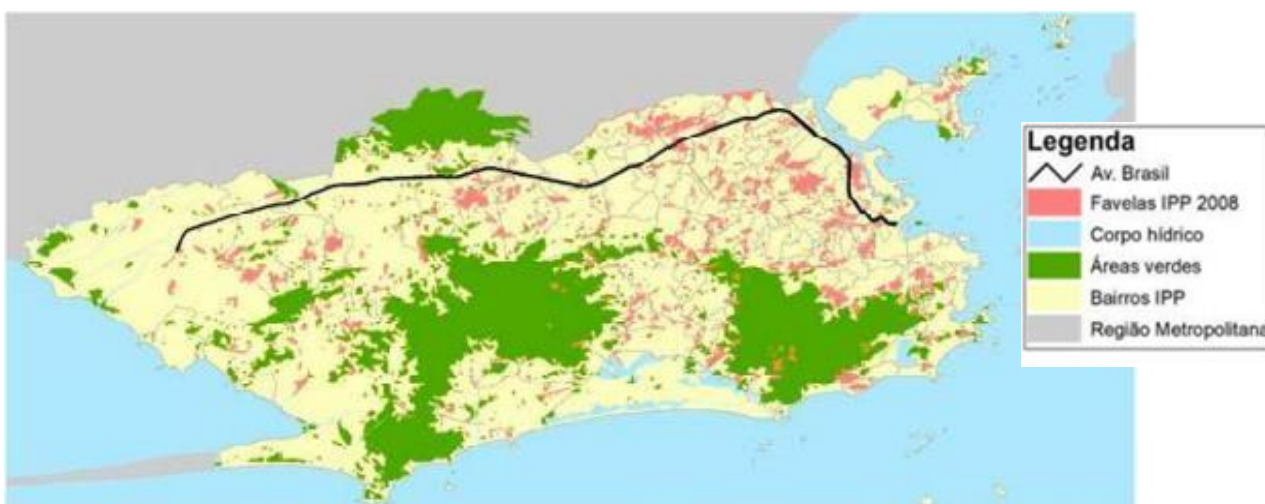 Legenda
Av. Brasil
Favelas IPP 2008
Corpo hídrico
Áreas verdes
Bairros IPP
Região Metropolitana